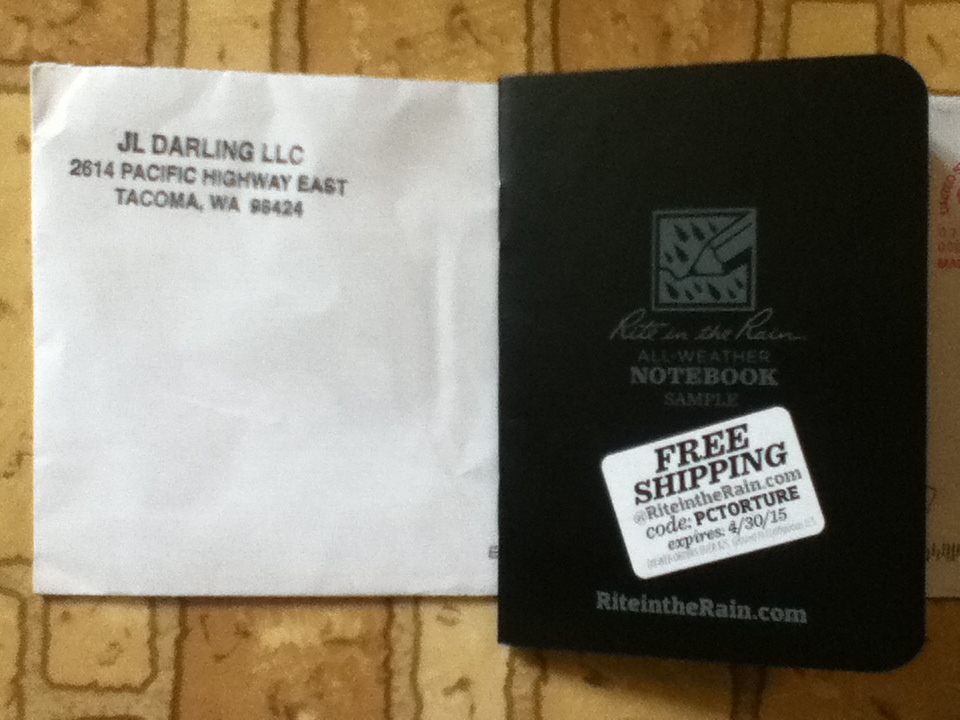 JL DARLING LLC
2614 PACIFIC HIGHWAY EAST
TACOMA, WA 98424
Rite in the Rain
ALL-WEATHER
NOTEBOOK
SAMPLE
FREE
SHIPPING
@RiteintheRain.com
code: PCTORTURE
expires: 4/30/15
RiteintheRain.com